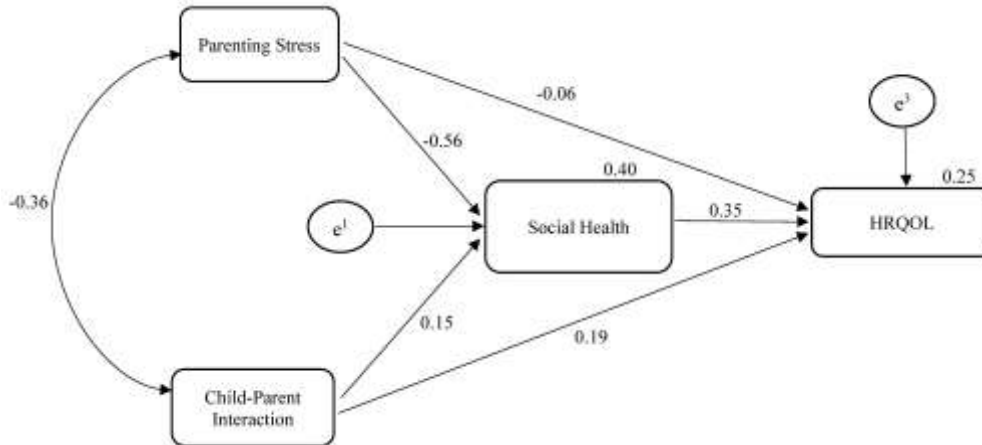 Parenting Stress
-0.06
e³
-0.56
0.40
0.25
-0.36
e¹
Social Health
0.35
HRQOL
0.15
0.19
Child-Parent
Interaction